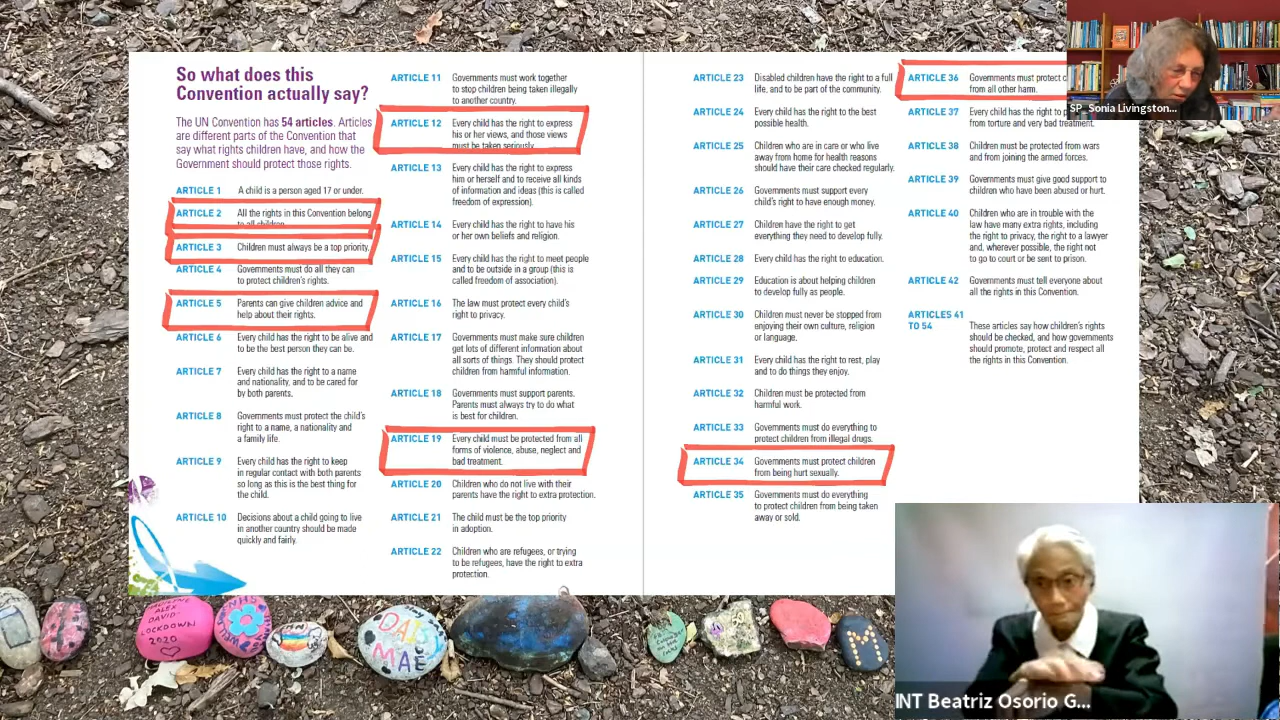 So what does this
Convention actually say?
The UN Convention has 54 articles. Articles
are different parts of the Convention that
say what rights children have, and how the
Government should protect those rights.
ARTICLE 1 A child is a person aged 17 or under.
ARTICLE 2 All the rights in this Convention belong
to all children.
ARTICLE 3 Children must always be a top priority.
ARTICLE 4 Governments must do all they can
to protect children's rights.
ARTICLE 5 Parents can give children advice and
help about their rights.
ARTICLE 6 Every child has the right to be alive and
to be the best person they can be.
ARTICLE 7 Every child has the right to a name
and nationality, and to be cared for
by both parents.
ARTICLE 8 Governments must protect the child's
right to a name, a nationality and
a family life.
ARTICLE 9 Every child has the right to keep
in regular contact with both parents
so long as this is the best thing for
the child.
ARTICLE 10 Decisions about a child going to live
in another country should be made
quickly and fairly.
ARTICLE 11 Governments must work together
to stop children being taken illegally
to another country.
ARTICLE 12 Every child has the right to express
his or her views, and those views
must be taken seriously.
ARTICLE 13 Every child has the right to express
him or herself and to receive all kinds
of information and ideas (this is called
freedom of expression).
ARTICLE 14 Every child has the right to have his
or her own beliefs and religion.
ARTICLE 15 Every child has the right to meet people
and to be outside in a group (this is
called freedom of association).
ARTICLE 16 The law must protect every child's
right to privacy.
ARTICLE 17 Governments must make sure children
get lots of different information about
all sorts of things. They should protect
children from harmful information.
ARTICLE 18 Governments must support parents.
Parents must always try to do what
is best for children.
ARTICLE 19 Every child must be protected from all
forms of violence, abuse, neglect and
bad treatment.
ARTICLE 20 Children who do not live with their
parents have the right to extra protection.
ARTICLE 21 The child must be the top priority
in adoption.
ARTICLE 22 Children who are refugees, or trying
to be refugees, have the right to extra
protection.
ARTICLE 23 Disabled children have the right to a full
life, and to be part of the community.
ARTICLE 24 Every child has the right to the best
possible health.
ARTICLE 25 Children who are in care or who live
away from home for health reasons
should have their care checked regularly.
ARTICLE 26 Governments must support every
child's right to have enough money.
ARTICLE 27 Children have the right to get
everything they need to develop fully.
ARTICLE 28 Every child has the right to education.
ARTICLE 29 Education is about helping children
to develop fully as people.
ARTICLE 30 Children must never be stopped from
enjoying their own culture, religion
or language.
ARTICLE 31 Every child has the right to rest, play
and to do things they enjoy.
ARTICLE 32 Children must be protected from
harmful work.
ARTICLE 33 Governments must do everything to
protect children from illegal drugs.
ARTICLE 34 Governments must protect children
from being hurt sexually.
ARTICLE 35 Governments must do everything
to protect children from being taken
away or sold.
ARTICLE 36 Governments must protect c
from all other harm.
ARTICLE 37 Every child has the right to p
from torture and very bad treatment.
ARTICLE 38 Children must be protected from wars
and from joining the armed forces.
ARTICLE 39 Governments must give good support to
children who have been abused or hurt.
ARTICLE 40 Children who are in trouble with the
law have many extra rights, including
the right to privacy, the right to a lawyer
and, wherever possible, the right not
to go to court or be sent to prison.
ARTICLE 42 Governments must tell everyone about
all the rights in this Convention.
ARTICLES 41
TO 54
These articles say how children's rights
should be checked, and how governments
should promote, protect and respect all
the rights in this Convention.
SP_Sonia Livingston...
INT Beatriz Osorio G...
ALEX
DAVID
LOCKDOWN
2020
NHS
MAE
M